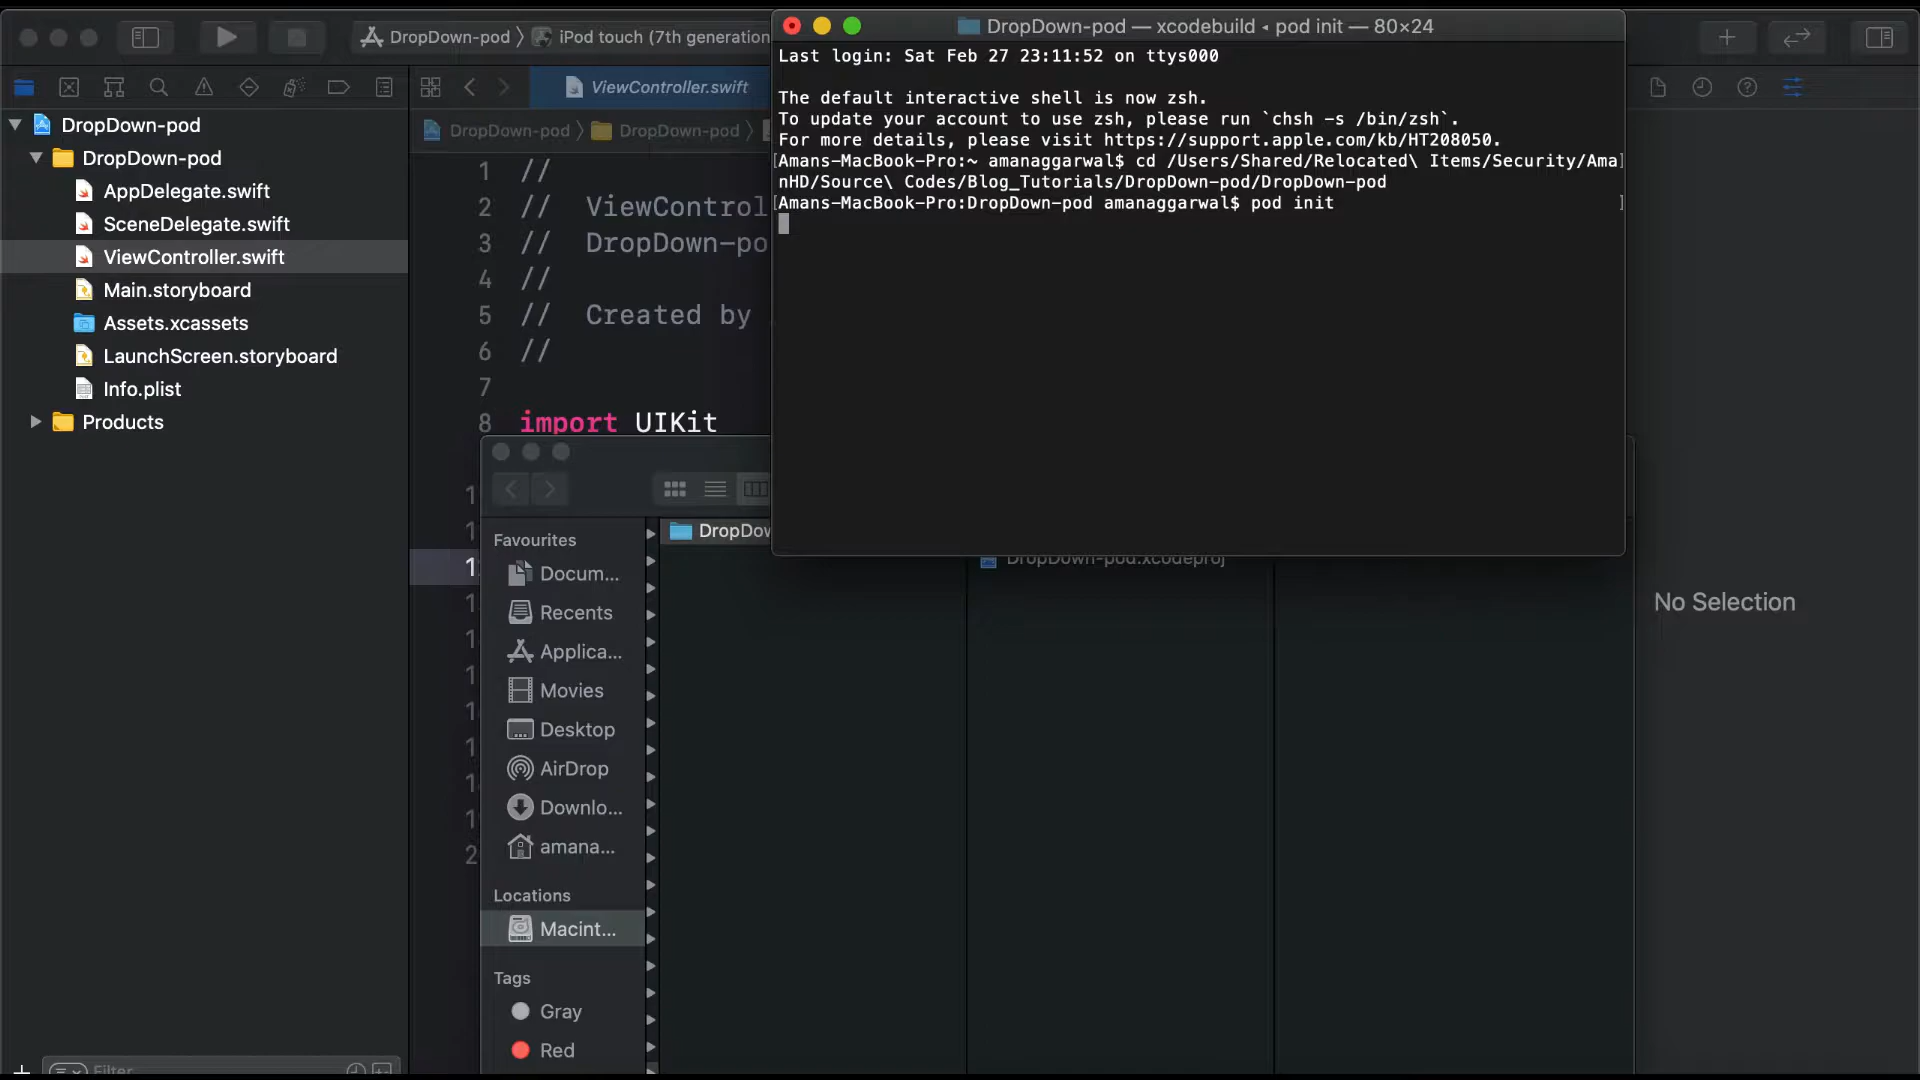 DropDown-pod
iPod touch (7th generation
DropDown-pod — xcodebuild ◂ pod init — 80×24
Last login: Sat Feb 27 23:11:52 on ttys000
The default interactive shell is now zsh.
To update your account to use zsh, please run `chsh -s /bin/zsh`.
For more details, please visit https://support.apple.com/kb/HT208050.
[Amans-MacBook-Pro:~ amanaggarwal$ cd /Users/Shared/Relocated\ Items/Security/Ama]
nHD/Source\ Codes/Blog_Tutorials/DropDown-pod/DropDown-pod
[Amans-MacBook-Pro:DropDown-pod amanaggarwal$ pod init ]
ViewController.swift
DropDown-pod
DropDown-pod
DropDown-pod
DropDown-pod
AppDelegate.swift
SceneDelegate.swift
ViewController.swift
Main.storyboard
Assets.xcassets
LaunchScreen.storyboard
Info.plist
Products
1 //
2 // ViewControl
3 // DropDown-po
4 //
5 // Created by
6 //
7
8 import UIKit
Favourites
Docum...
Recents
Applica...
Movies
Desktop
AirDrop
Downlo...
amana...
Locations
Macint...
Tags
Gray
Red
DropDow
DropDown-pod.xcodeproj
No Selection
Filter